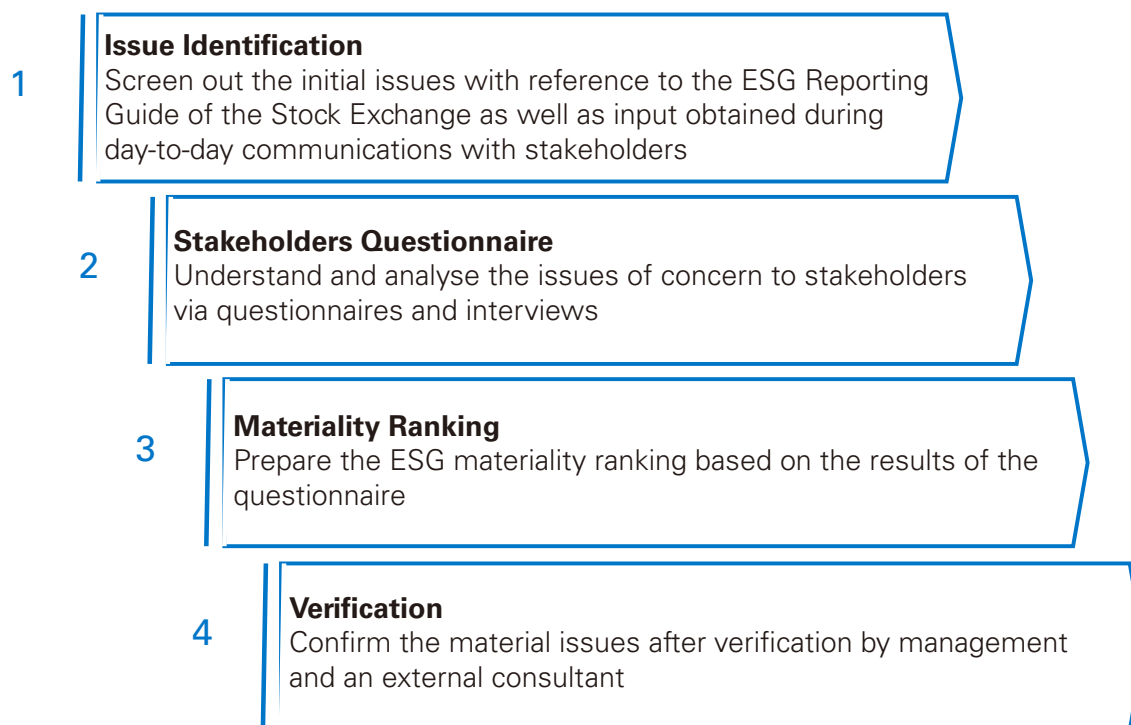 1
Issue Identification
Screen out the initial issues with reference to the ESG Reporting
Guide of the Stock Exchange as well as input obtained during
day-to-day communications with stakeholders
2
Stakeholders Questionnaire
Understand and analyse the issues of concern to stakeholders
via questionnaires and interviews
3
Materiality Ranking
Prepare the ESG materiality ranking based on the results of the
questionnaire
4
Verification
Confirm the material issues after verification by management
and an external consultant